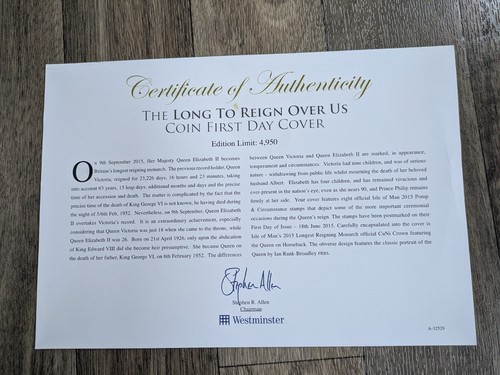 Certificate of Authenticity
THE LONG TO REIGN OVER US
COIN FIRST DAY COVER
Edition Limit: 4,950
On 9th September 2015, Her Majesty Queen Elizabeth II becomes
Britain's longest reigning monarch. The previous record holder, Queen
Victoria, reigned for 23,226 days, 16 hours and 23 minutes, taking
into account 63 years, 15 leap days, additional months and days and the precise
time of her accession and death. The matter is complicated by the fact that the
precise time of the death of King George VI is not known, he having died during
the night of 5/6th Feb, 1952. Nevertheless, on 9th September, Queen Elizabeth II
overtakes Victoria's record. It is an extraordinary achievement, especially
considering that Queen Victoria was just 18 when she came to the throne, while
Queen Elizabeth II was 26. Born on 21st April 1926, only upon the abdication
of King Edward VIII did she become heir presumptive. She became Queen on
the death of her father, King George VI, on 6th February 1952. The differences
between Queen Victoria and Queen Elizabeth II are marked, in appearance,
temperament and circumstances. Victoria had nine children, and was of serious
nature - withdrawing from public life whilst mourning the death of her beloved
husband Albert. Elizabeth has four children, and has remained vivacious and
ever-present in the nation's eye, even as she nears 90, and Prince Philip remains
firmly at her side. Your cover features eight official Isle of Man 2015 Pomp
& Circumstance stamps that depict some of the more important ceremonial
occasions during the Queen's reign. The stamps have been postmarked on their
First Day of Issue - 18th June 2015. Carefully encapsulated into the cover is
Isle of Man's 2015 Longest Reigning Monarch official CuNi Crown featuring
the Queen on Horseback. The obverse design features the classic portrait of the
Queen by Ian Rank-Broadley FRBS.
Stephen Allen
Stephen R. Allen
Chairman
Westminster